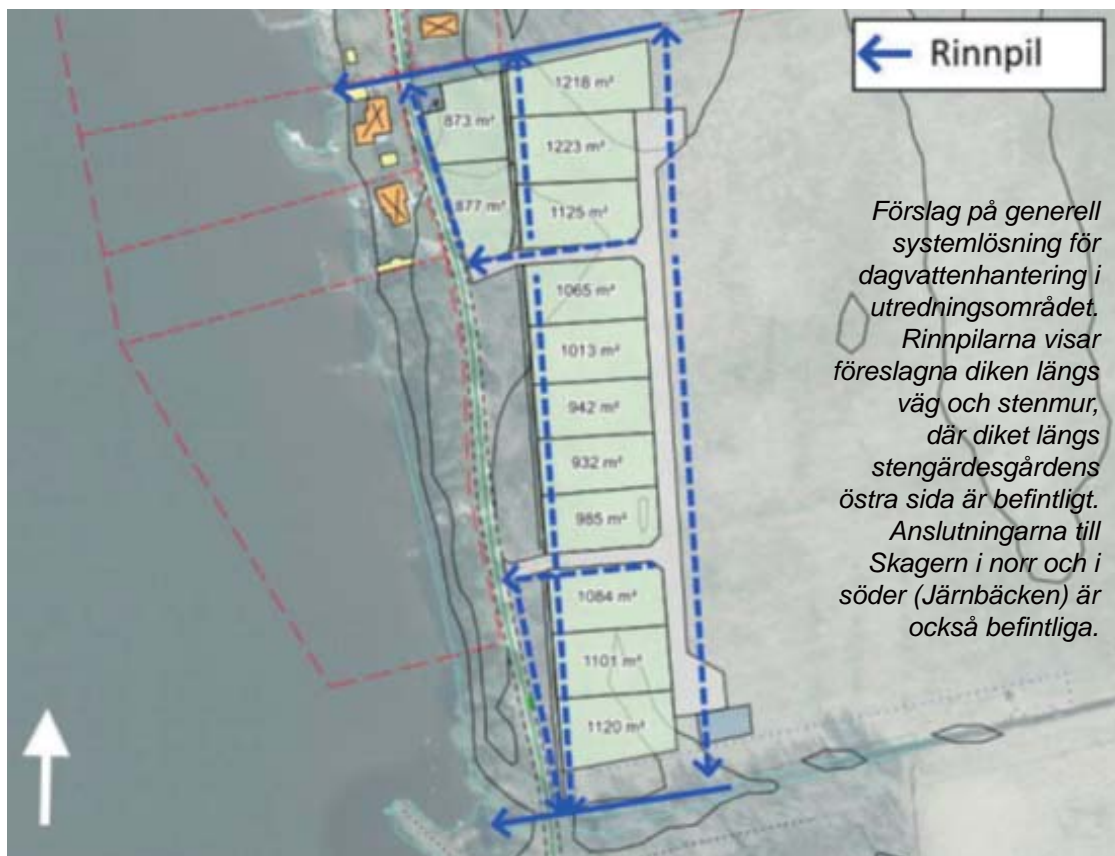 Rinnpil
1218 m²
873 m²
1223 m²
877 m²
1125 m²
1065 m²
1013 m²
942 m²
932 m²
985 m²
1084 m²
1101 m²
1120 m²
Förslag på generell
systemlösning för
dagvattenhantering i
utredningsområdet.
Rinnpilarna visar
föreslagna diken längs
väg och stenmur,
där diket längs
stengärdesgårdens
östra sida är befintligt.
Anslutningarna till
Skagern i norr och i
söder (Järnbäcken) är
också befintliga.